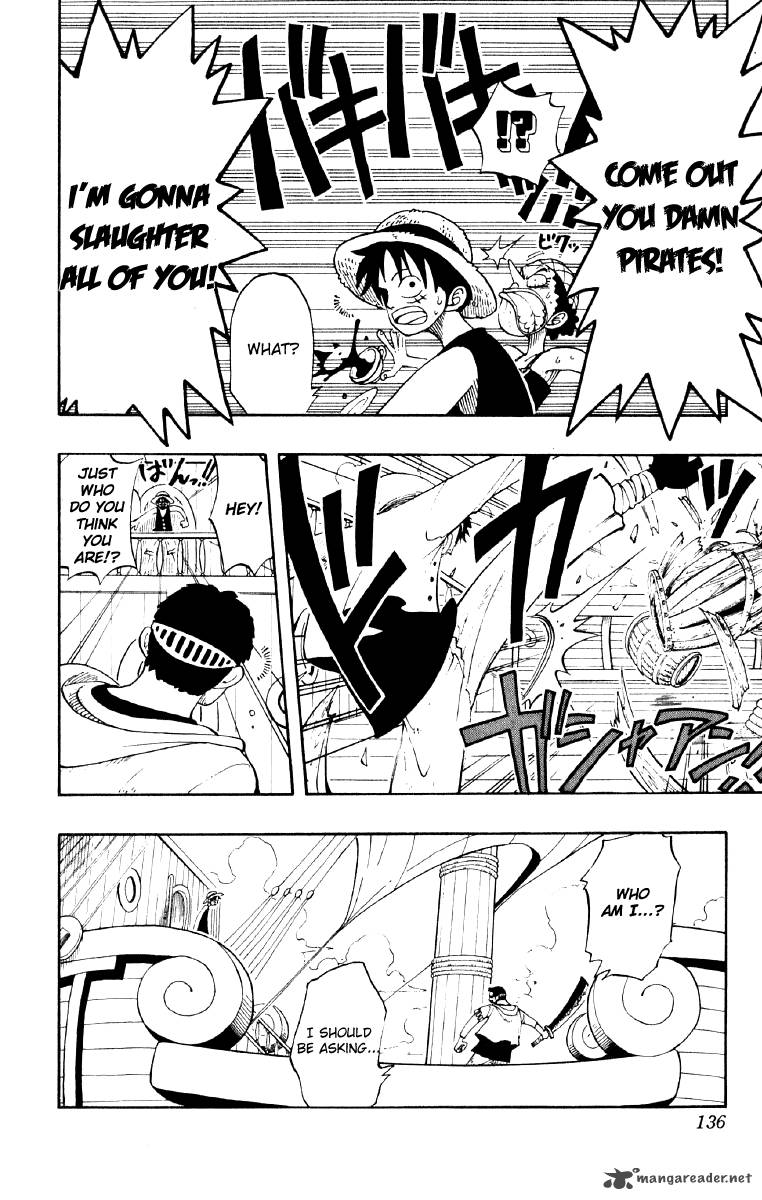 COME OUT
YOU DAMN
PIRATES!
!?
バキバキ
ビクッ
I'M GONNA
SLAUGHTER
ALL OF YOU!
WHAT?
ドカ
ガシャアン!!
HEY!
ばんっ!!
JUST
WHO DO
YOU THINK
YOU
ARE!?
WHO
AM I...?
I SHOULD
BE ASKING...
136
mangareader.net